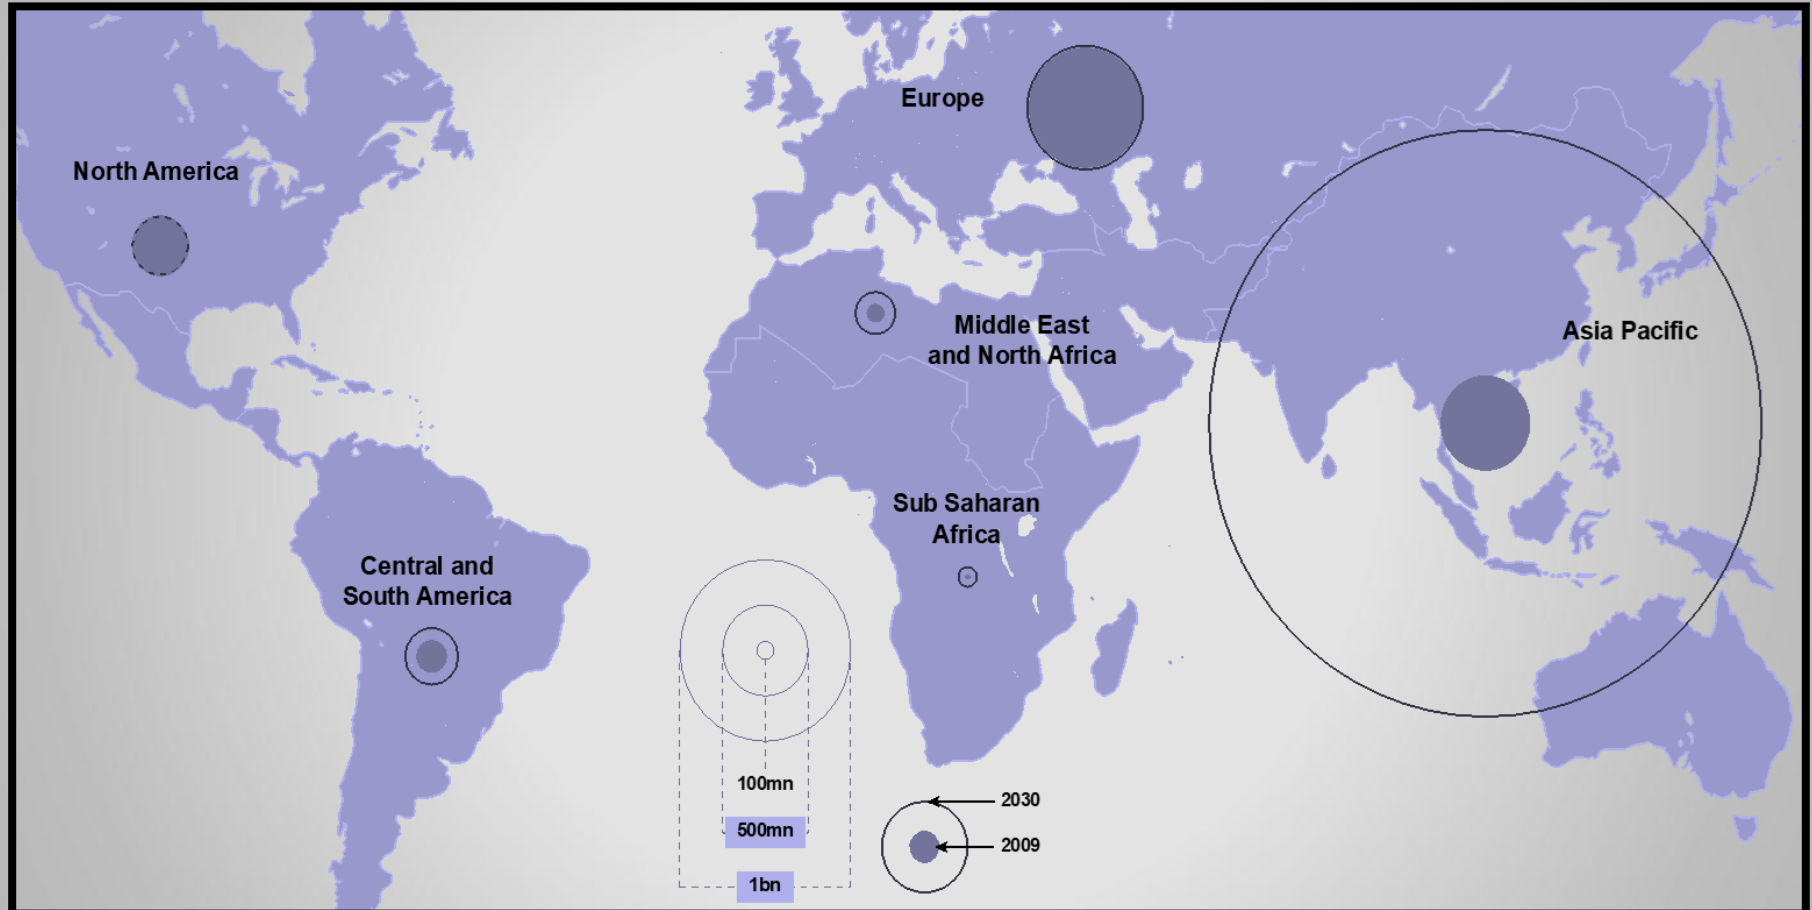 Europe
North America
Middle East
and North Africa
Asia Pacific
Sub Saharan
Africa
Central and
South America
100mn
500mn
1bn
2030
2009